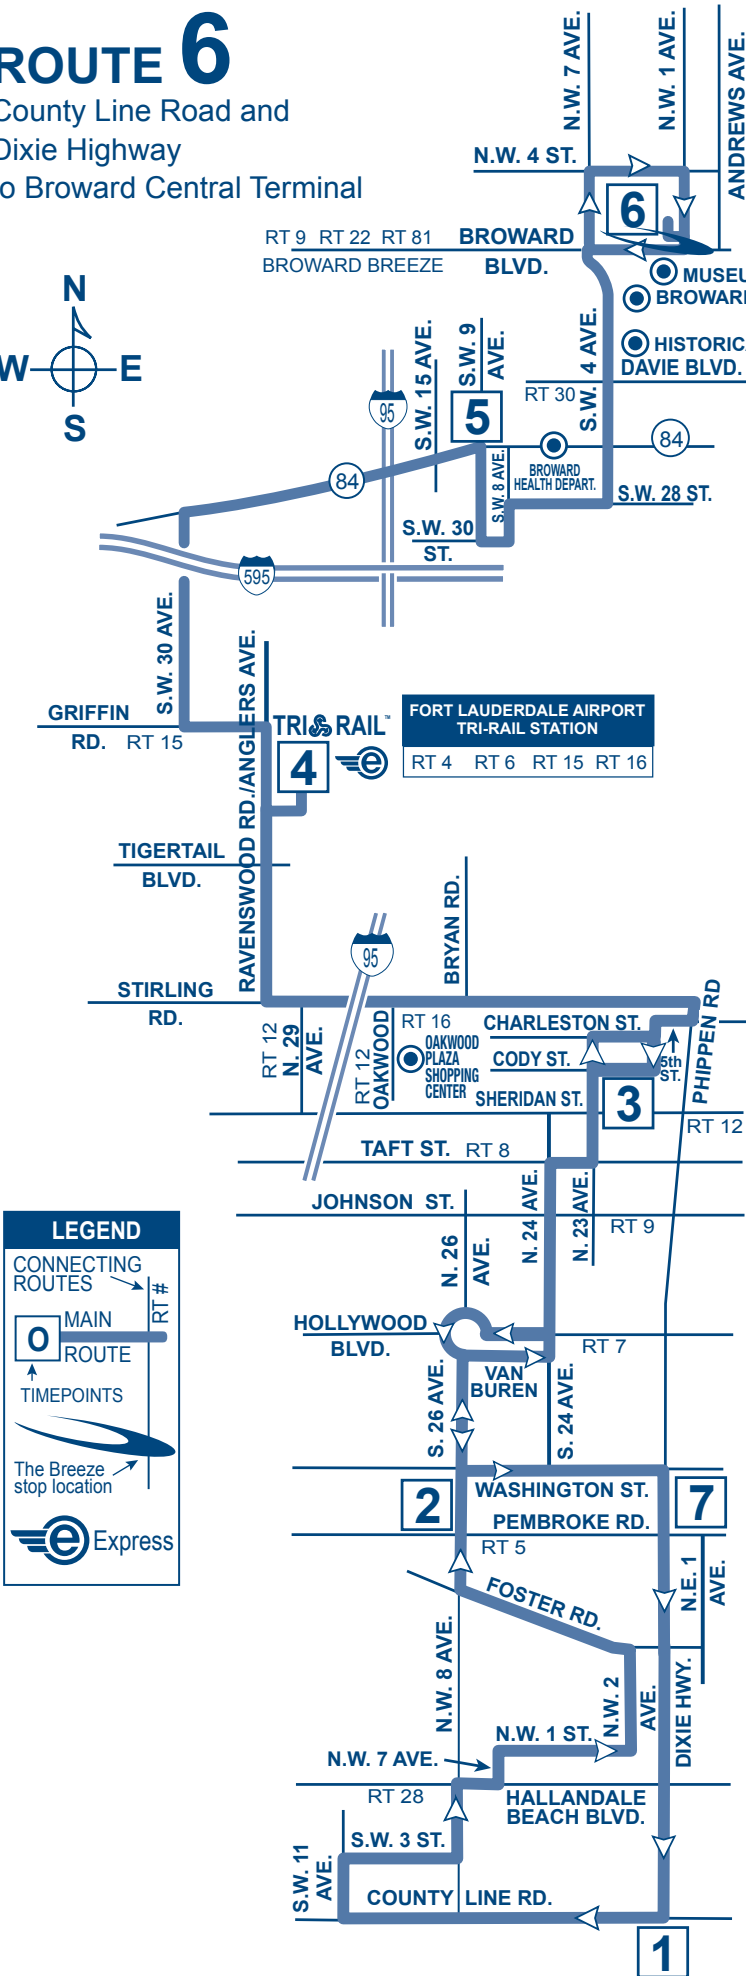 ROUTE 6
County Line Road and
Dixie Highway
to Broward Central Terminal
N.W. 7 AVE.
N.W. 1 AVE.
ANDREWS AVE.
N.W. 4 ST.
6
RT 9 RT 22 RT 81
BROWARD BREEZE
BROWARD
BLVD.
N
W
E
S
S.W. 4 AVE.
RT 30
DAVIE BLVD.
95
S.W. 15 AVE.
S.W. 9
AVE.
5
84
84
S.W. 8 AVE.
BROWARD
HEALTH DEPART.
S.W. 28 ST.
S.W. 30
ST.
595
S.W. 30 AVE.
GRIFFIN
RD.
RT 15
RAVENSWOOD RD./ANGLERS AVE.
TRI RAIL™
4
e
FORT LAUDERDALE AIRPORT
TRI-RAIL STATION
RT 4 RT 6 RT 15 RT 16
TIGERTAIL
BLVD.
STIRLING
RD.
95
BRYAN RD.
RT 12
N. 29
AVE.
RT 12
OAKWOOD
RT 16
OAKWOOD
PLAZA
SHOPPING
CENTER
CHARLESTON ST.
CODY ST.
5th
ST.
PHIPPEN RD
SHERIDAN ST.
3
RT 12
TAFT ST. RT 8
JOHNSON ST.
N. 26
AVE.
N. 24 AVE.
N. 23 AVE.
RT 9
HOLLYWOOD
BLVD.
RT 7
VAN
BUREN
S. 26 AVE.
S. 24 AVE.
2
WASHINGTON ST.
7
PEMBROKE RD.
RT 5
FOSTER RD.
N.E. 1
AVE.
N.W. 8 AVE.
N.W. 2
AVE.
DIXIE HWY.
N.W. 1 ST.
N.W. 7 AVE.
RT 28
HALLANDALE
BEACH BLVD.
S.W. 3 ST.
S.W. 11
AVE.
COUNTY LINE RD.
1
LEGEND
CONNECTING
ROUTES
RT #
O
MAIN
ROUTE
TIMEPOINTS
The Breeze
stop location
e Express